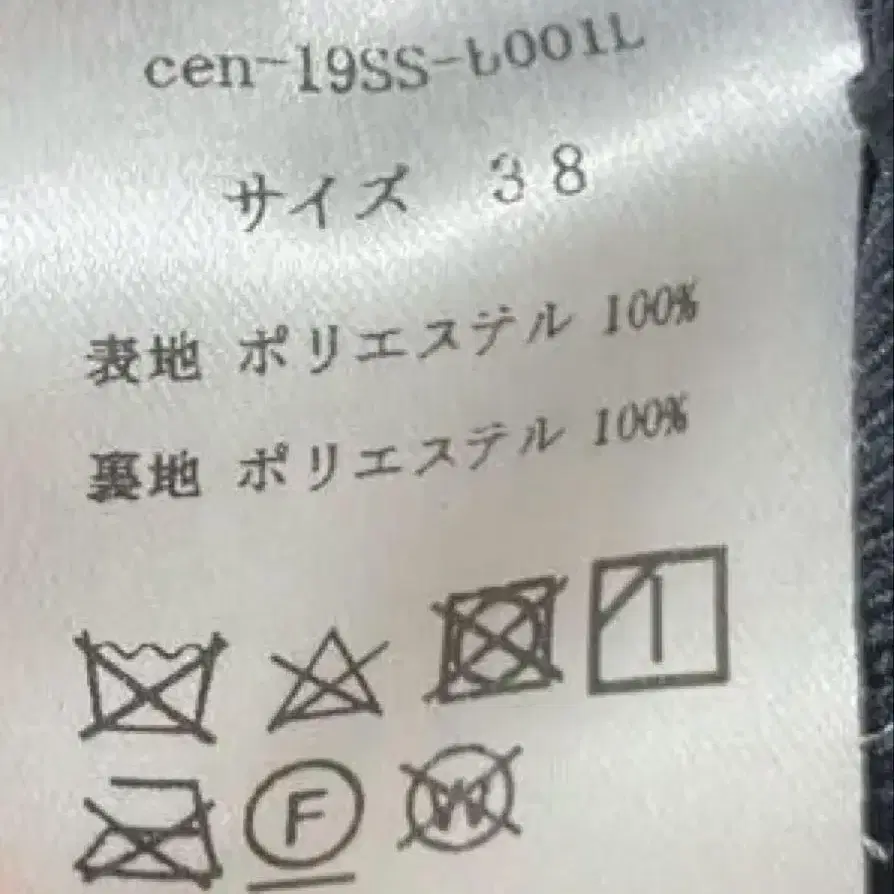 cen-19SS-b001L
サイズ 38
表地 ポリエステル 100%
裏地 ポリエステル 100%
F W